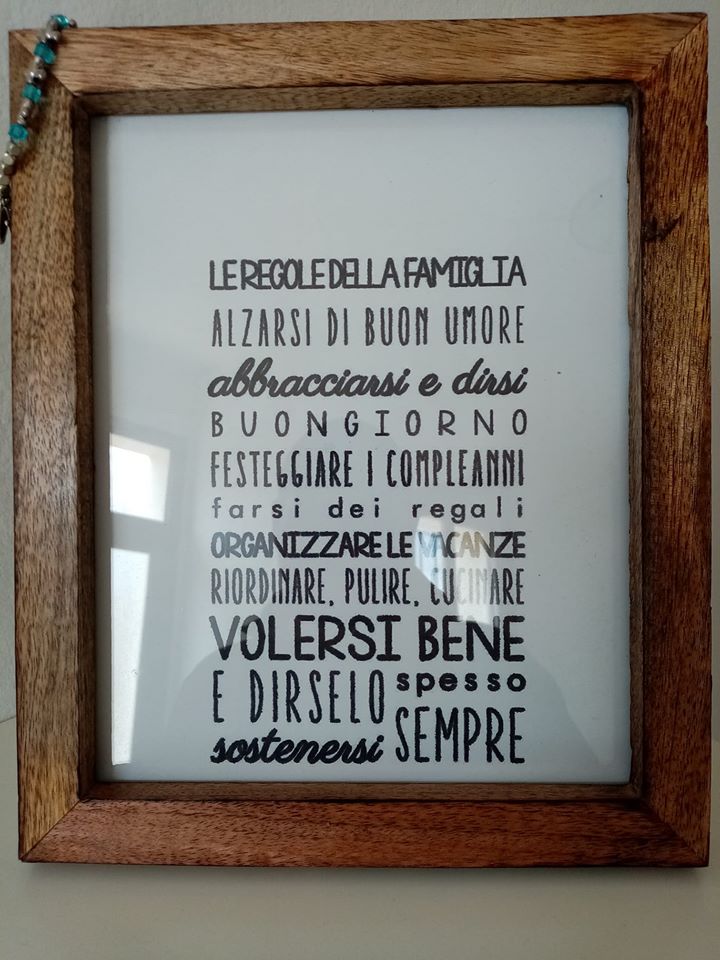 LE REGOLE DELLA FAMIGLIA
ALZARSI DI BUON UMORE
abbracciarsi e dirsi
BUONGIORNO
FESTEGGIARE I COMPLEANNI
farsi dei regali
ORGANIZZARE LE VACANZE
RIORDINARE, PULIRE, CUCINARE
VOLERSI BENE
E DIRSELO spesso
sostenersi SEMPRE